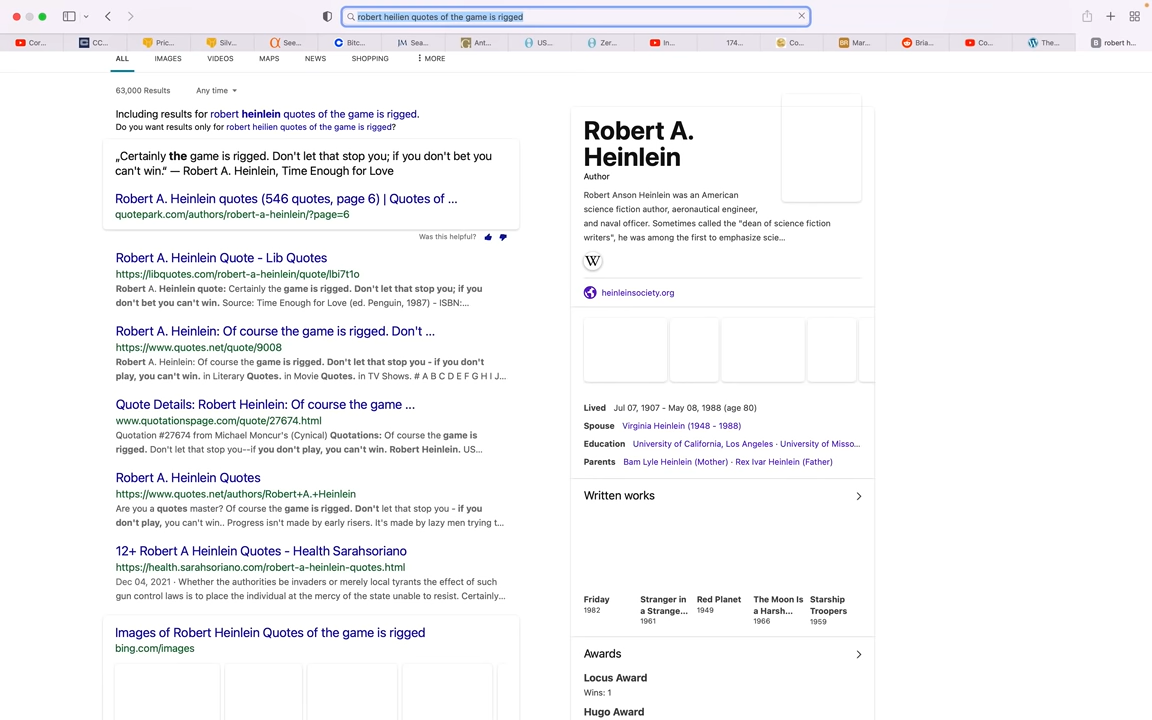 robert heilien quotes of the game is rigged
Cor...
CC...
Pric...
Silv...
See...
Bitc...
Sea...
Ant...
US...
Zer...
In...
174...
Co...
Mar...
Bria...
Co...
The...
robert h...
ALL
IMAGES
VIDEOS
MAPS
NEWS
SHOPPING
MORE
63,000 Results
Any time
Including results for robert heinlein quotes of the game is rigged.
Do you want results only for robert heilien quotes of the game is rigged?
„Certainly the game is rigged. Don't let that stop you; if you don't bet you
can't win.“ — Robert A. Heinlein, Time Enough for Love
Robert A. Heinlein quotes (546 quotes, page 6) | Quotes of ...
quotepark.com/authors/robert-a-heinlein/?page=6
Was this helpful?
Robert A. Heinlein Quote - Lib Quotes
https://libquotes.com/robert-a-heinlein/quote/lbi7t1o
Robert A. Heinlein quote: Certainly the game is rigged. Don't let that stop you; if you
don't bet you can't win. Source: Time Enough for Love (ed. Penguin, 1987) - ISBN:...
Robert A. Heinlein: Of course the game is rigged. Don't ...
https://www.quotes.net/quote/9008
Robert A. Heinlein: Of course the game is rigged. Don't let that stop you - if you don't
play, you can't win. in Literary Quotes. in Movie Quotes. in TV Shows. # A B C D E F G H I J...
Quote Details: Robert Heinlein: Of course the game ...
www.quotationspage.com/quote/27674.html
Quotation #27674 from Michael Moncur's (Cynical) Quotations: Of course the game is
rigged. Don't let that stop you--if you don't play, you can't win. Robert Heinlein. US...
Robert A. Heinlein Quotes
https://www.quotes.net/authors/Robert+A.+Heinlein
Are you a quotes master? Of course the game is rigged. Don't let that stop you - if you
don't play, you can't win.. Progress isn't made by early risers. It's made by lazy men trying t...
12+ Robert A Heinlein Quotes - Health Sarahsoriano
https://health.sarahsoriano.com/robert-a-heinlein-quotes.html
Dec 04, 2021 · Whether the authorities be invaders or merely local tyrants the effect of such
gun control laws is to place the individual at the mercy of the state unable to resist. Certainly...
Images of Robert Heinlein Quotes of the game is rigged
bing.com/images
Robert A.
Heinlein
Author
Robert Anson Heinlein was an American
science fiction author, aeronautical engineer,
and naval officer. Sometimes called the "dean of science fiction
writers", he was among the first to emphasize scie...
W
heinleinsociety.org
Lived Jul 07, 1907 - May 08, 1988 (age 80)
Spouse Virginia Heinlein (1948 - 1988)
Education University of California, Los Angeles · University of Misso...
Parents Bam Lyle Heinlein (Mother) · Rex Ivar Heinlein (Father)
Written works
Friday
1982
Stranger in
a Strange...
1961
Red Planet
1949
The Moon Is
a Harsh...
1966
Starship
Troopers
1959
Awards
Locus Award
Wins: 1
Hugo Award